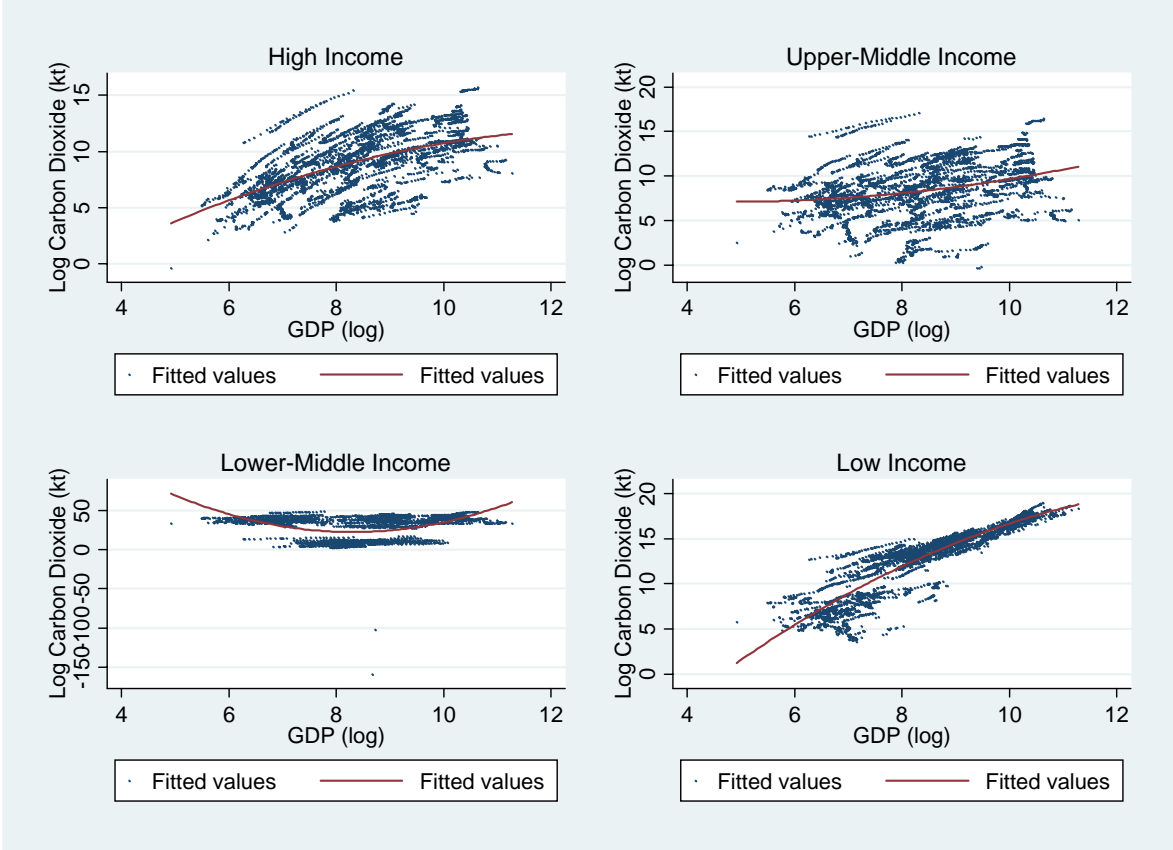 High Income
Log Carbon Dioxide (kt)
15
10
5
0
4 6 8 10 12
GDP (log)
Fitted values Fitted values
Upper-Middle Income
Log Carbon Dioxide (kt)
20
15
10
5
0
4 6 8 10 12
GDP (log)
Fitted values Fitted values
Lower-Middle Income
Log Carbon Dioxide (kt)
50
0
-50
-100
-150
4 6 8 10 12
GDP (log)
Fitted values Fitted values
Low Income
Log Carbon Dioxide (kt)
20
15
10
5
0
4 6 8 10 12
GDP (log)
Fitted values Fitted values